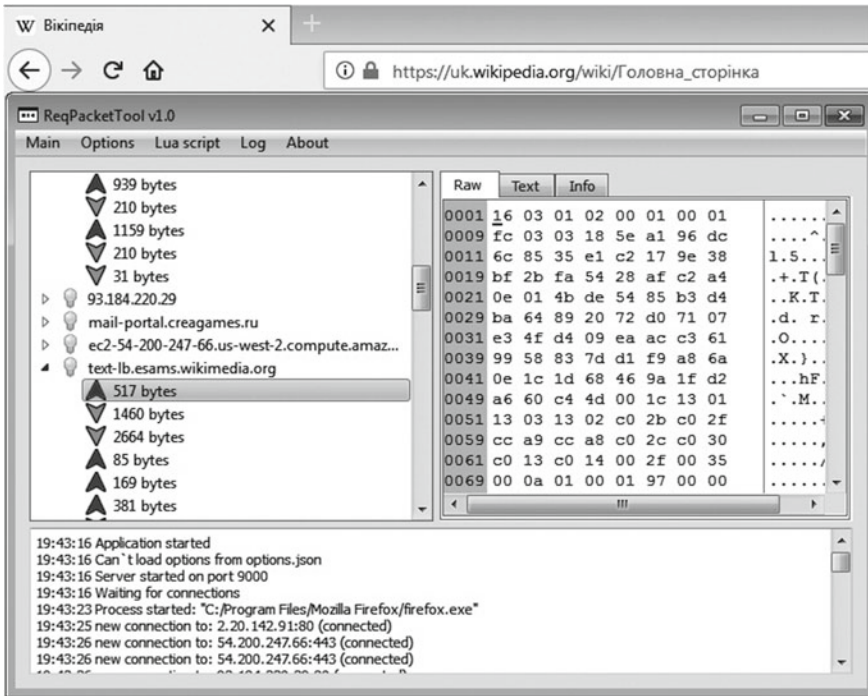 W Вікіпедія
https://uk.wikipedia.org/wiki/Головна_сторінка
ReqPacketTool v1.0
Main Options Lua script Log About
939 bytes
210 bytes
1159 bytes
210 bytes
31 bytes
93.184.220.29
mail-portal.creagames.ru
ec2-54-200-247-66.us-west-2.compute.amaz...
text-lb.esams.wikimedia.org
517 bytes
1460 bytes
2664 bytes
85 bytes
169 bytes
381 bytes
Raw Text Info
0001 16 03 01 02 00 01 00 01 ......
0009 fc 03 03 18 5e a1 96 dc ....^.
0011 6c 85 35 e1 c2 17 9e 38 l.5...
0019 bf 2b fa 54 28 af c2 a4 .+.T(.
0021 0e 01 4b de 54 85 b3 d4 ..K.T.
0029 ba 64 89 20 72 d0 71 07 .d. r.
0031 e3 4f d4 09 ea ac c3 61 .O....
0039 99 58 83 7d d1 f9 a8 6a .X.}..
0041 0e 1c 1d 68 46 9a 1f d2 ...hF.
0049 a6 60 c4 4d 00 1c 13 01 .`.M..
0051 13 03 13 02 c0 2b c0 2f .....+
0059 cc a9 cc a8 c0 2c c0 30 .....,
0061 c0 13 c0 14 00 2f 00 35 ...../
0069 00 0a 01 00 01 97 00 00 ......
19:43:16 Application started
19:43:16 Can`t load options from options.json
19:43:16 Server started on port 9000
19:43:16 Waiting for connections
19:43:23 Process started: "C:/Program Files/Mozilla Firefox/firefox.exe"
19:43:25 new connection to: 2.20.142.91:80 (connected)
19:43:26 new connection to: 54.200.247.66:443 (connected)
19:43:26 new connection to: 54.200.247.66:443 (connected)